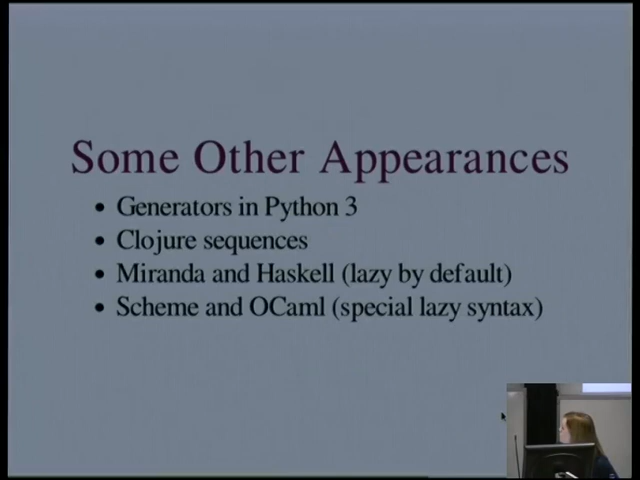 Some Other Appearances
• Generators in Python 3
• Clojure sequences
• Miranda and Haskell (lazy by default)
• Scheme and OCaml (special lazy syntax)